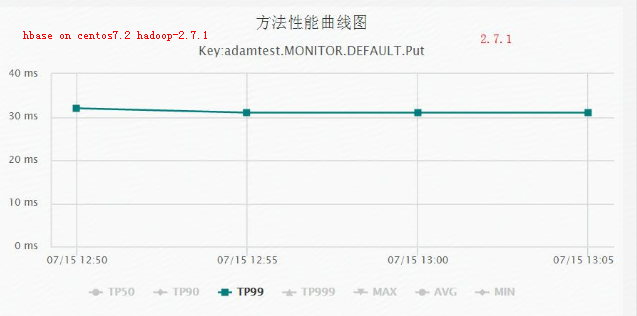 方法性能曲线图
hbase on centos7.2 hadoop-2.7.1
2.7.1
Key:adamtest.MONITOR.DEFAULT.Put
40 ms
30 ms
20 ms
10 ms
0 ms
07/15 12:50 07/15 12:55 07/15 13:00 07/15 13:05
TP50 TP90 TP99 TP999 MAX AVG MIN